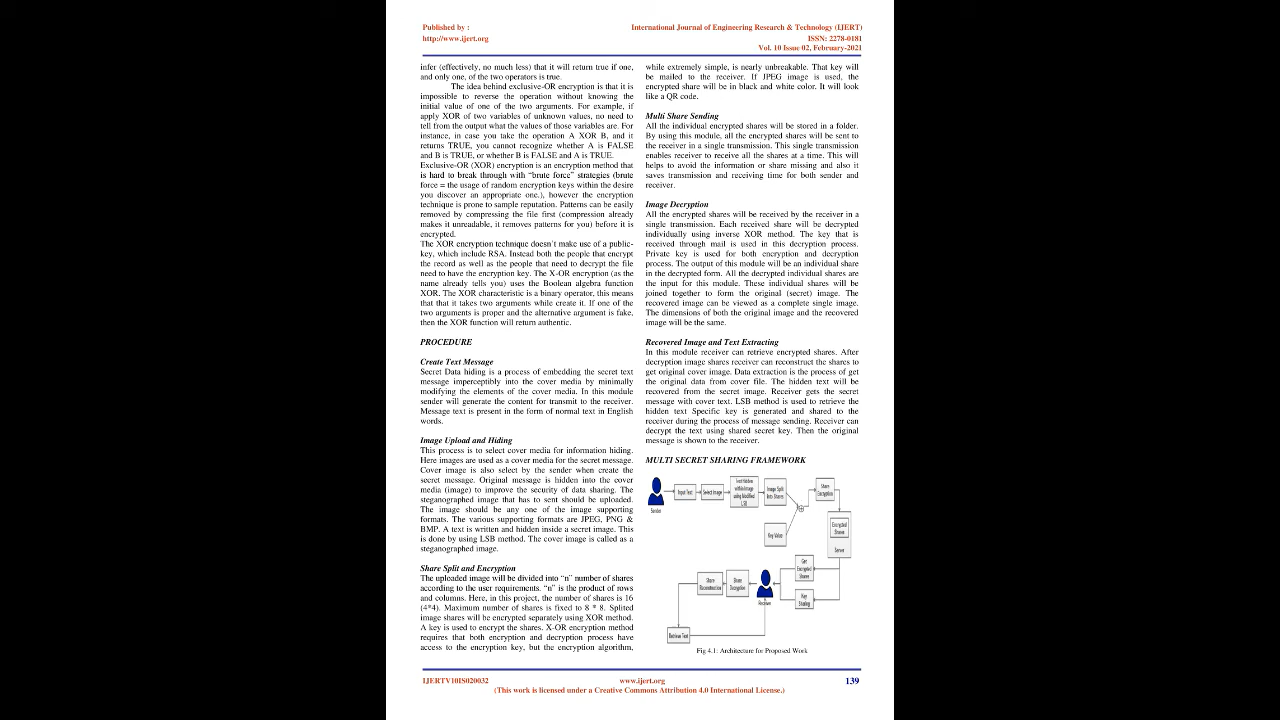 Published by :
http://www.ijert.org
International Journal of Engineering Research & Technology (IJERT)
ISSN: 2278-0181
Vol. 10 Issue 02, February-2021
infer (effectively, no much less) that it will return true if one,
and only one, of the two operators is true.
The idea behind exclusive-OR encryption is that it is
impossible to reverse the operation without knowing the
initial value of one of the two arguments. For example, if
apply XOR of two variables of unknown values, no need to
tell from the output what the values of those variables are. For
instance, in case you take the operation A XOR B, and it
returns TRUE, you cannot recognize whether A is FALSE
and B is TRUE, or whether B is FALSE and A is TRUE.
Exclusive-OR (XOR) encryption is an encryption method that
is hard to break through with “brute force” strategies (brute
force = the usage of random encryption keys within the desire
you discover an appropriate one.), however the encryption
technique is prone to sample reputation. Patterns can be easily
removed by compressing the file first (compression already
makes it unreadable, it removes patterns for you) before it is
encrypted.
The XOR encryption technique doesn’t make use of a public-
key, which include RSA. Instead both the people that encrypt
the record as well as the people that need to decrypt the file
need to have the encryption key. The X-OR encryption (as the
name already tells you) uses the Boolean algebra function
XOR. The XOR characteristic is a binary operator, this means
that that it takes two arguments while create it. If one of the
two arguments is proper and the alternative argument is fake,
then the XOR function will return authentic.
PROCEDURE
Create Text Message
Secret Data hiding is a process of embedding the secret text
message imperceptibly into the cover media by minimally
modifying the elements of the cover media. In this module
sender will generate the content for transmit to the receiver.
Message text is present in the form of normal text in English
words.
Image Upload and Hiding
This process is to select cover media for information hiding.
Here images are used as a cover media for the secret message.
Cover image is also select by the sender when create the
secret message. Original message is hidden into the cover
media (image) to improve the security of data sharing. The
steganographed image that has to sent should be uploaded.
The image should be any one of the image supporting
formats. The various supporting formats are JPEG, PNG &
BMP. A text is written and hidden inside a secret image. This
is done by using LSB method. The cover image is called as a
steganographed image.
Share Split and Encryption
The uploaded image will be divided into “n” number of shares
according to the user requirements. “n” is the product of rows
and columns. Here, in this project, the number of shares is 16
(4*4). Maximum number of shares is fixed to 8 * 8. Splited
image shares will be encrypted separately using XOR method.
A key is used to encrypt the shares. X-OR encryption method
requires that both encryption and decryption process have
access to the encryption key, but the encryption algorithm,
while extremely simple, is nearly unbreakable. That key will
be mailed to the receiver. If JPEG image is used, the
encrypted share will be in black and white color. It will look
like a QR code.
Multi Share Sending
All the individual encrypted shares will be stored in a folder.
By using this module, all the encrypted shares will be sent to
the receiver in a single transmission. This single transmission
enables receiver to receive all the shares at a time. This will
helps to avoid the information or share missing and also it
saves transmission and receiving time for both sender and
receiver.
Image Decryption
All the encrypted shares will be received by the receiver in a
single transmission. Each received share will be decrypted
individually using inverse XOR method. The key that is
received through mail is used in this decryption process.
Private key is used for both encryption and decryption
process. The output of this module will be an individual share
in the decrypted form. All the decrypted individual shares are
the input for this module. These individual shares will be
joined together to form the original (secret) image. The
recovered image can be viewed as a complete single image.
The dimensions of both the original image and the recovered
image will be the same.
Recovered Image and Text Extracting
In this module receiver can retrieve encrypted shares. After
decryption image shares receiver can reconstruct the shares to
get original cover image. Data extraction is the process of get
the original data from cover file. The hidden text will be
recovered from the secret image. Receiver gets the secret
message with cover text. LSB method is used to retrieve the
hidden text Specific key is generated and shared to the
receiver during the process of message sending. Receiver can
decrypt the text using shared secret key. Then the original
message is shown to the receiver.
MULTI SECRET SHARING FRAMEWORK
Sender
Input Text
Select Image
Text Hidden
within Image
using Modified
LSB
Image Split
into Shares
Share
Encryption
Key Value
Encrypted
Shares
Server
Get
Encrypted
Shares
Key
Sharing
Receiver
Share
Decryption
Share
Reconstruction
Retrieve Text
Fig 4.1: Architecture for Proposed Work
IJERTV10IS020032
www.ijert.org
139
(This work is licensed under a Creative Commons Attribution 4.0 International License.)